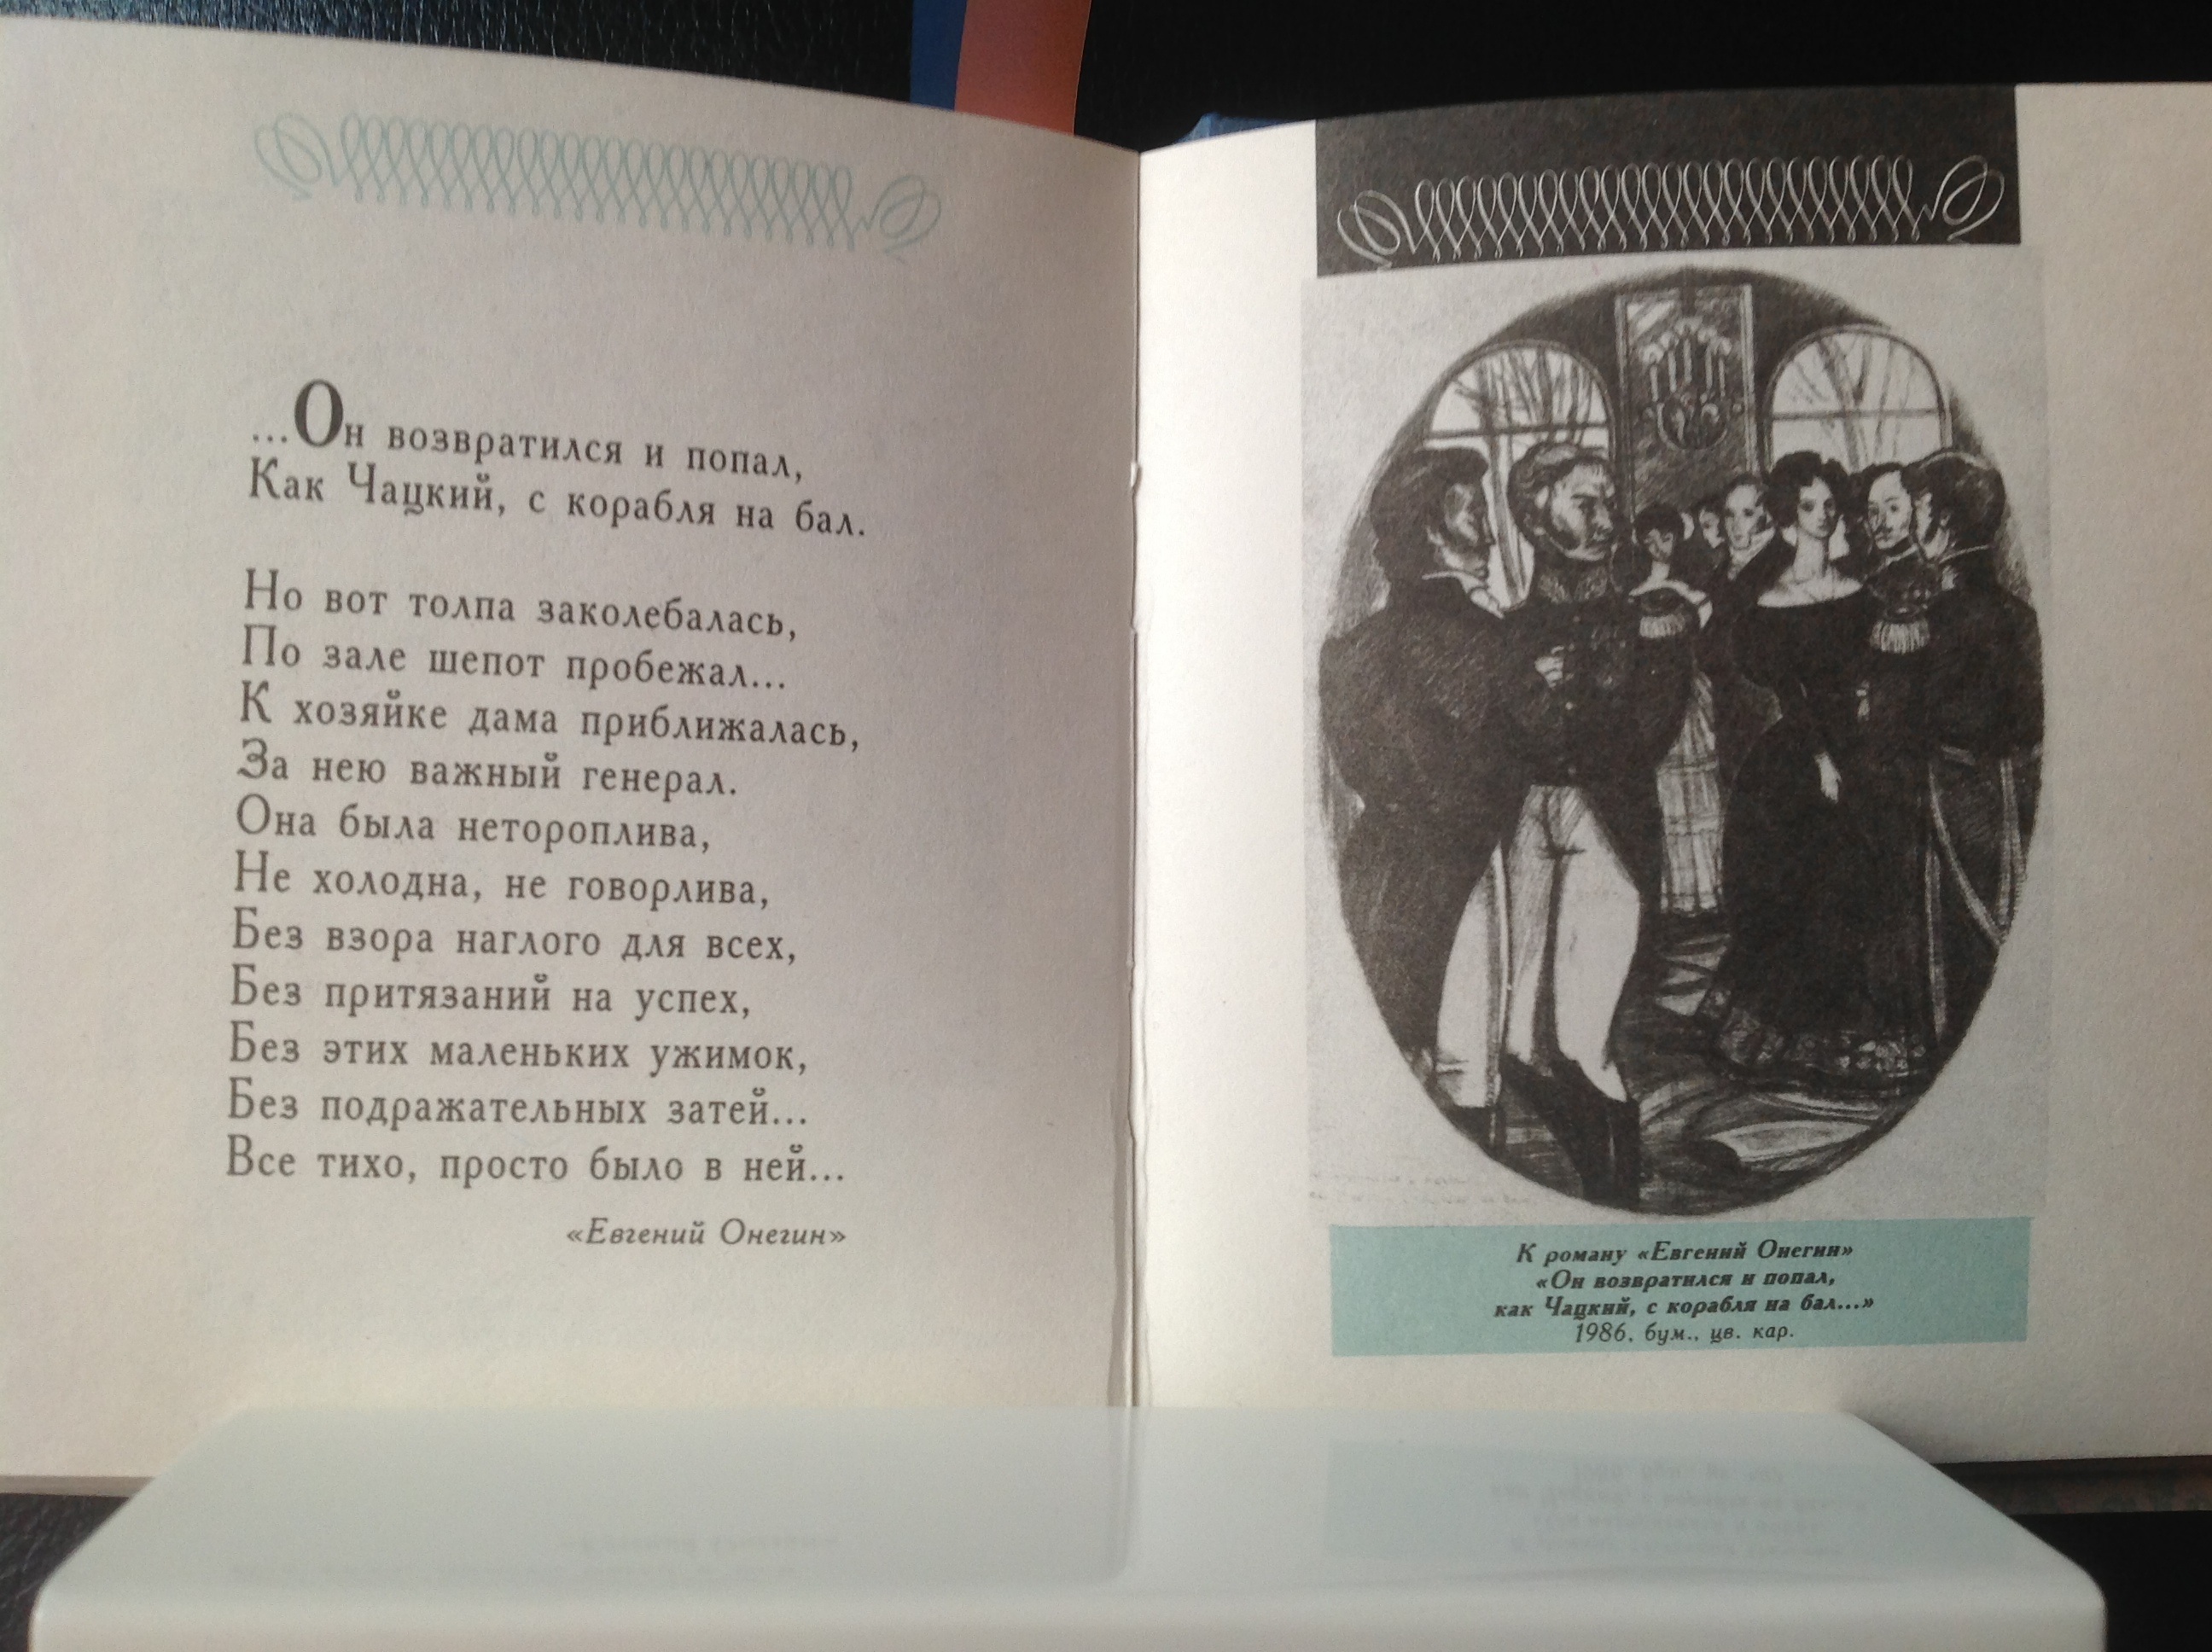 ...Он возвратился и попал,
Как Чацкий, с корабля на бал.
Но вот толпа заколебалась,
По зале шепот пробежал...
К хозяйке дама приближалась,
За нею важный генерал.
Она была нетороплива,
Не холодна, не говорлива,
Без взора наглого для всех,
Без притязаний на успех,
Без этих маленьких ужимок,
Без подражательных затей...
Все тихо, просто было в ней...
«Евгений Онегин»
К роману «Евгений Онегин»
«Он возвратился и попал,
как Чацкий, с корабля на бал...»
1986. бум., цв. кар.